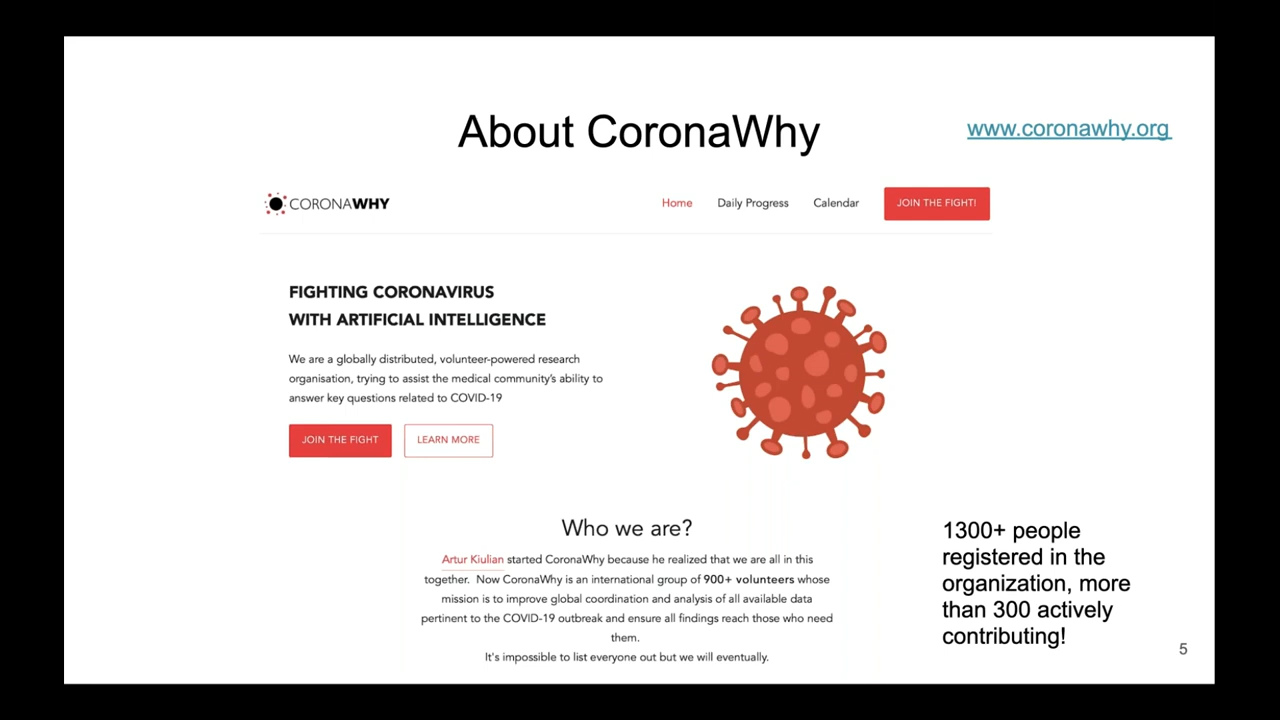 About CoronaWhy
www.coronawhy.org
CORONAWHY
Home
Daily Progress
Calendar
JOIN THE FIGHT!
FIGHTING CORONAVIRUS
WITH ARTIFICIAL INTELLIGENCE
We are a globally distributed, volunteer-powered research
organisation, trying to assist the medical community's ability to
answer key questions related to COVID-19
JOIN THE FIGHT
LEARN MORE
Who we are?
Artur Kiulian started CoronaWhy because he realized that we are all in this
together. Now CoronaWhy is an international group of 900+ volunteers whose
mission is to improve global coordination and analysis of all available data
pertinent to the COVID-19 outbreak and ensure all findings reach those who need
them.
It's impossible to list everyone out but we will eventually.
1300+ people
registered in the
organization, more
than 300 actively
contributing!
5